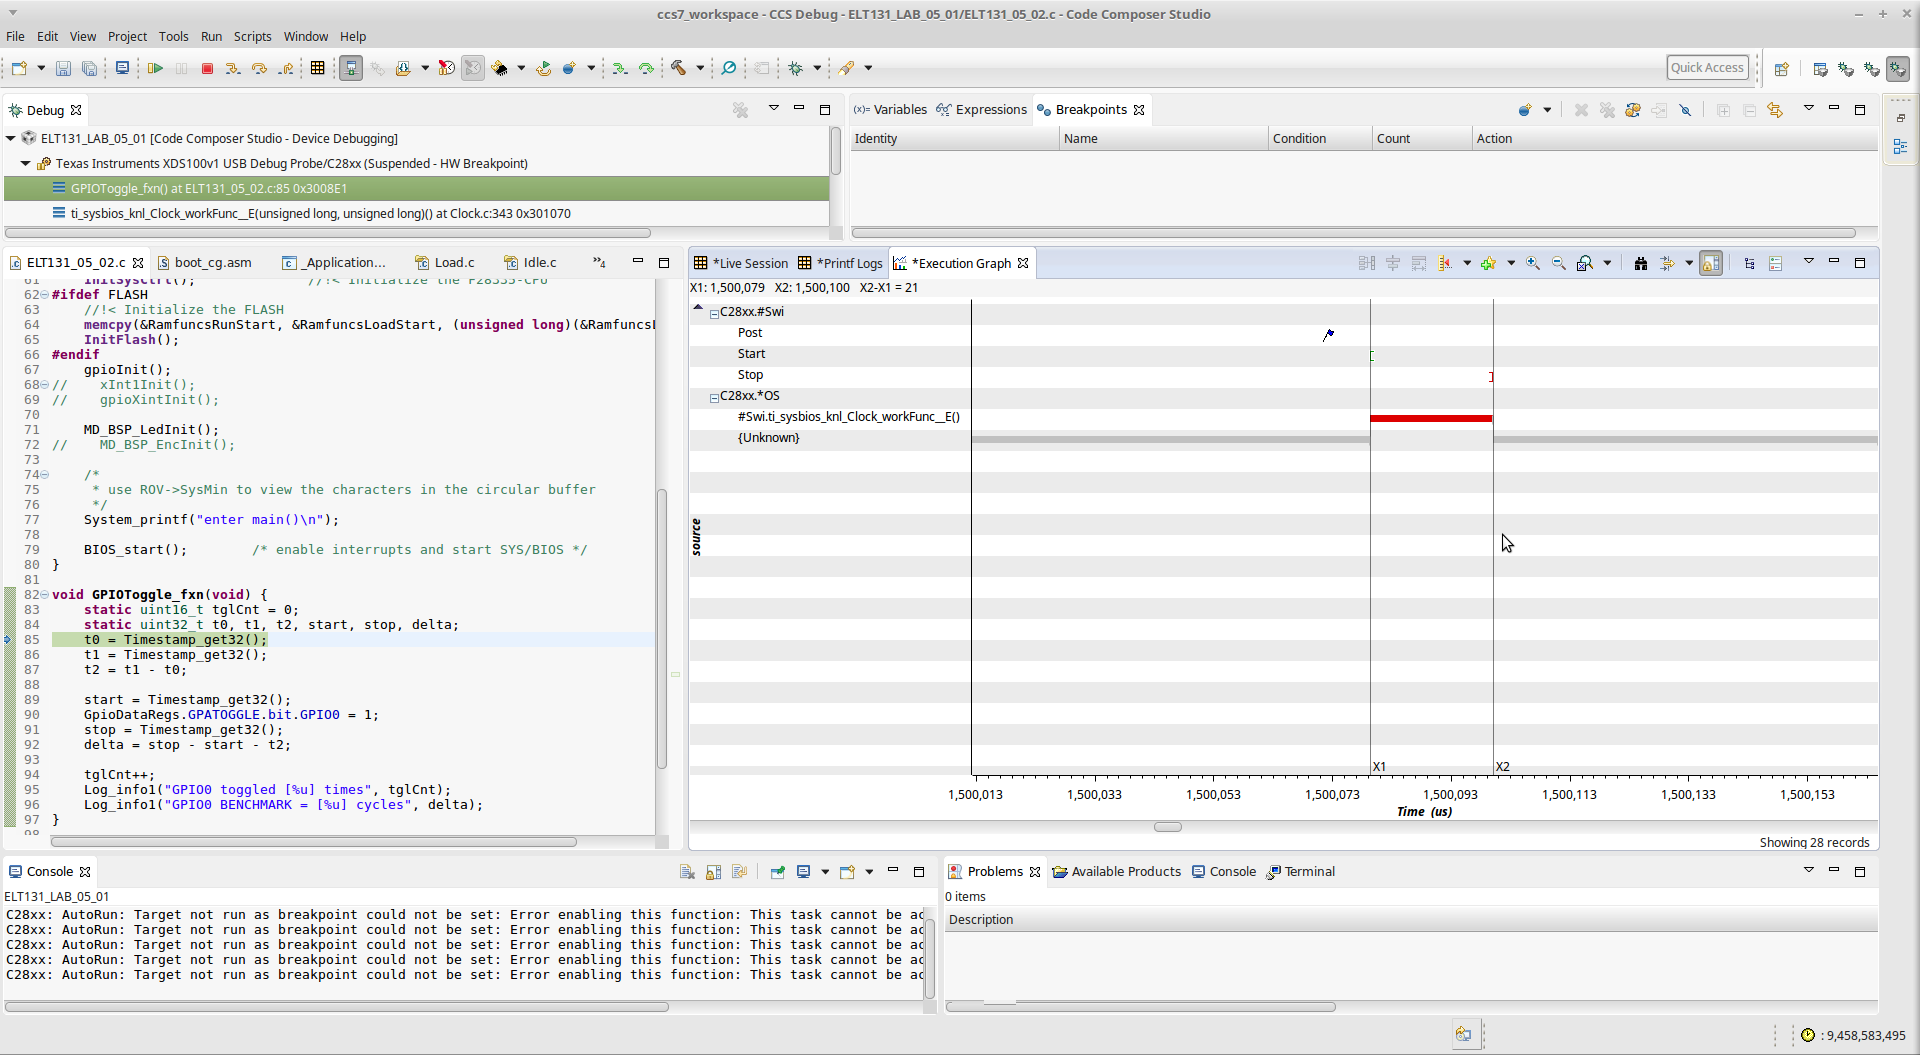 ccs7_workspace - CCS Debug - ELT131_LAB_05_01/ELT131_05_02.c - Code Composer Studio
File Edit View Project Tools Run Scripts Window Help
Quick Access
Debug
ELT131_LAB_05_01 [Code Composer Studio - Device Debugging]
Texas Instruments XDS100v1 USB Debug Probe/C28xx (Suspended - HW Breakpoint)
GPIOToggle_fxn() at ELT131_05_02.c:85 0x3008E1
ti_sysbios_knl_Clock_workFunc__E(unsigned long, unsigned long)() at Clock.c:343 0x301070
(x)= Variables Expressions Breakpoints
Identity Name Condition Count Action
ELT131_05_02.c boot_cg.asm _Application... Load.c Idle.c »4
61 InitSysCtrl(); //!< Initialize the F28335-CPU
62 #ifdef FLASH
63 //!< Initialize the FLASH
64 memcpy(&RamfuncsRunStart, &RamfuncsLoadStart, (unsigned long)(&RamfuncsL
65 InitFlash();
66 #endif
67 gpioInit();
68 // xInt1Init();
69 // gpioXintInit();
70
71 MD_BSP_LedInit();
72 // MD_BSP_EncInit();
73
74 /*
75 * use ROV->SysMin to view the characters in the circular buffer
76 */
77 System_printf("enter main()\n");
78
79 BIOS_start(); /* enable interrupts and start SYS/BIOS */
80 }
81
82 void GPIOToggle_fxn(void) {
83 static uint16_t tglCnt = 0;
84 static uint32_t t0, t1, t2, start, stop, delta;
85 t0 = Timestamp_get32();
86 t1 = Timestamp_get32();
87 t2 = t1 - t0;
88
89 start = Timestamp_get32();
90 GpioDataRegs.GPATOGGLE.bit.GPIO0 = 1;
91 stop = Timestamp_get32();
92 delta = stop - start - t2;
93
94 tglCnt++;
95 Log_info1("GPIO0 toggled [%u] times", tglCnt);
96 Log_info1("GPIO0 BENCHMARK = [%u] cycles", delta);
97 }
98
*Live Session *Printf Logs *Execution Graph
X1: 1,500,079 X2: 1,500,100 X2-X1 = 21
C28xx.#Swi
Post
Start
Stop
C28xx.*OS
#Swi.ti_sysbios_knl_Clock_workFunc__E()
{Unknown}
source
X1 X2
1,500,013 1,500,033 1,500,053 1,500,073 1,500,093 1,500,113 1,500,133 1,500,153
Time (us)
Showing 28 records
Console
ELT131_LAB_05_01
C28xx: AutoRun: Target not run as breakpoint could not be set: Error enabling this function: This task cannot be ac
C28xx: AutoRun: Target not run as breakpoint could not be set: Error enabling this function: This task cannot be ac
C28xx: AutoRun: Target not run as breakpoint could not be set: Error enabling this function: This task cannot be ac
C28xx: AutoRun: Target not run as breakpoint could not be set: Error enabling this function: This task cannot be ac
C28xx: AutoRun: Target not run as breakpoint could not be set: Error enabling this function: This task cannot be ac
Problems Available Products Console Terminal
0 items
Description
: 9,458,583,495